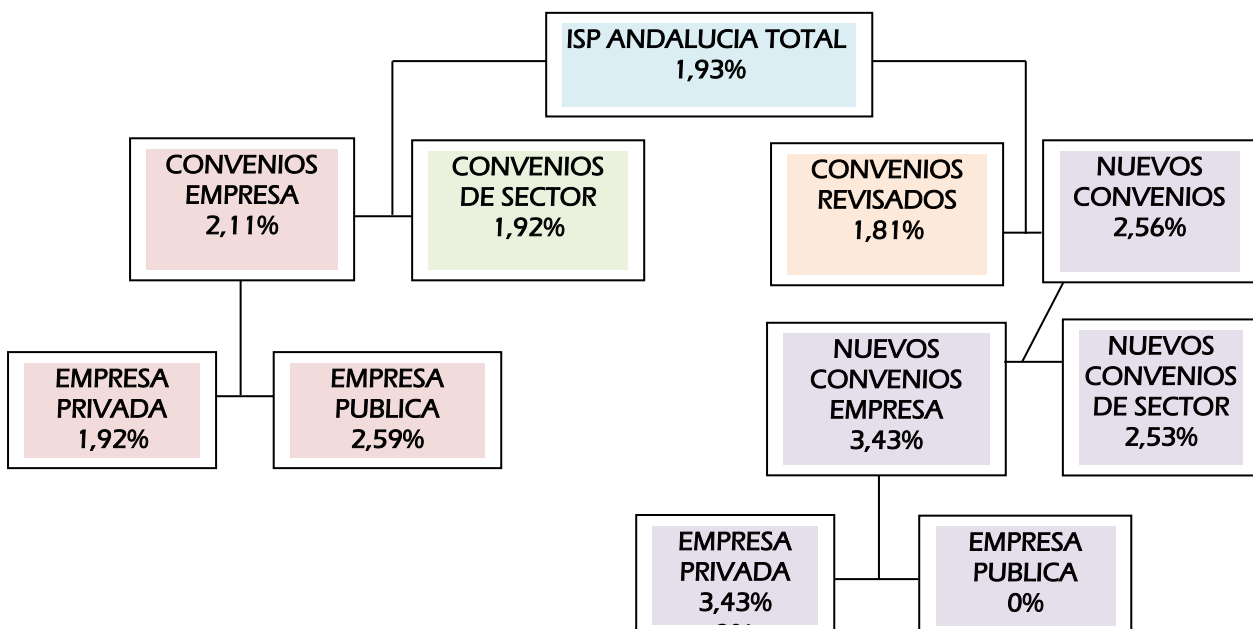 ISP ANDALUCIA TOTAL
1,93%
CONVENIOS
EMPRESA
2,11%
CONVENIOS
DE SECTOR
1,92%
CONVENIOS
REVISADOS
1,81%
NUEVOS
CONVENIOS
2,56%
EMPRESA
PRIVADA
1,92%
EMPRESA
PUBLICA
2,59%
NUEVOS
CONVENIOS
EMPRESA
3,43%
NUEVOS
CONVENIOS
DE SECTOR
2,53%
EMPRESA
PRIVADA
3,43%
EMPRESA
PUBLICA
0%